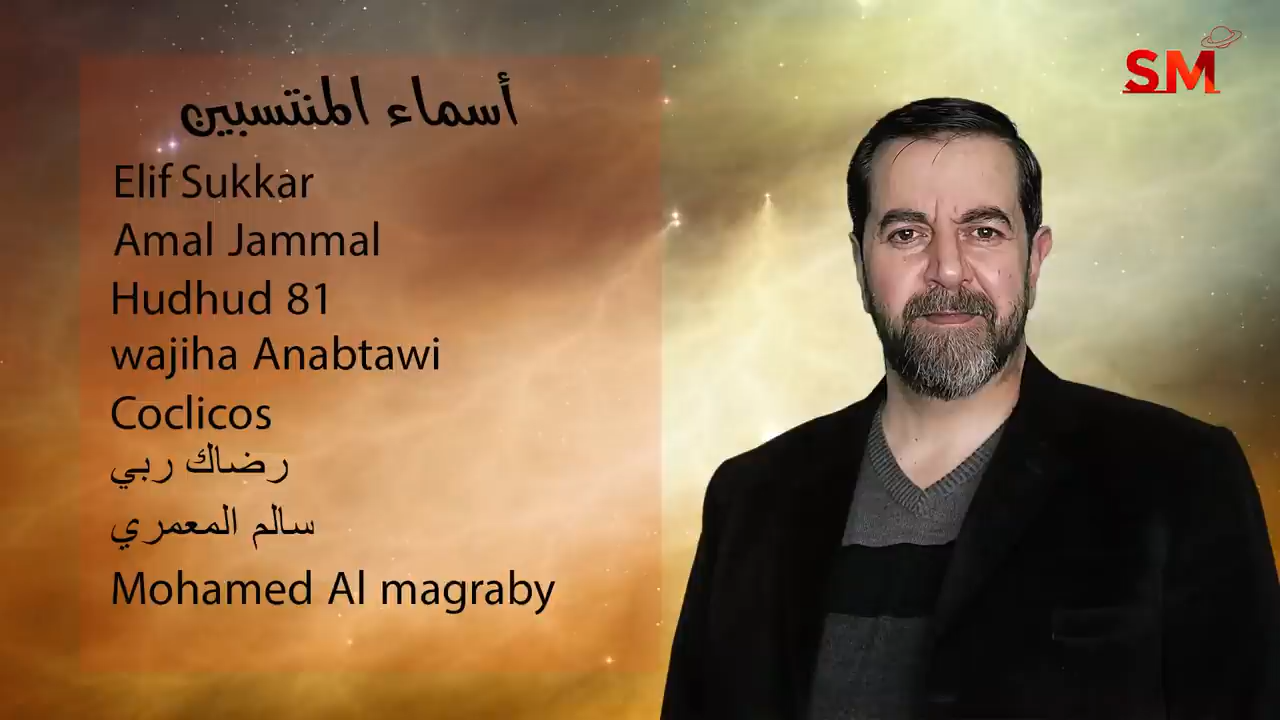 SM
أسماء المنتسبين
Elif Sukkar
Amal Jammal
Hudhud 81
wajiha Anabtawi
Coclicos
رضاك ربي
سالم المعمري
Mohamed Al magraby